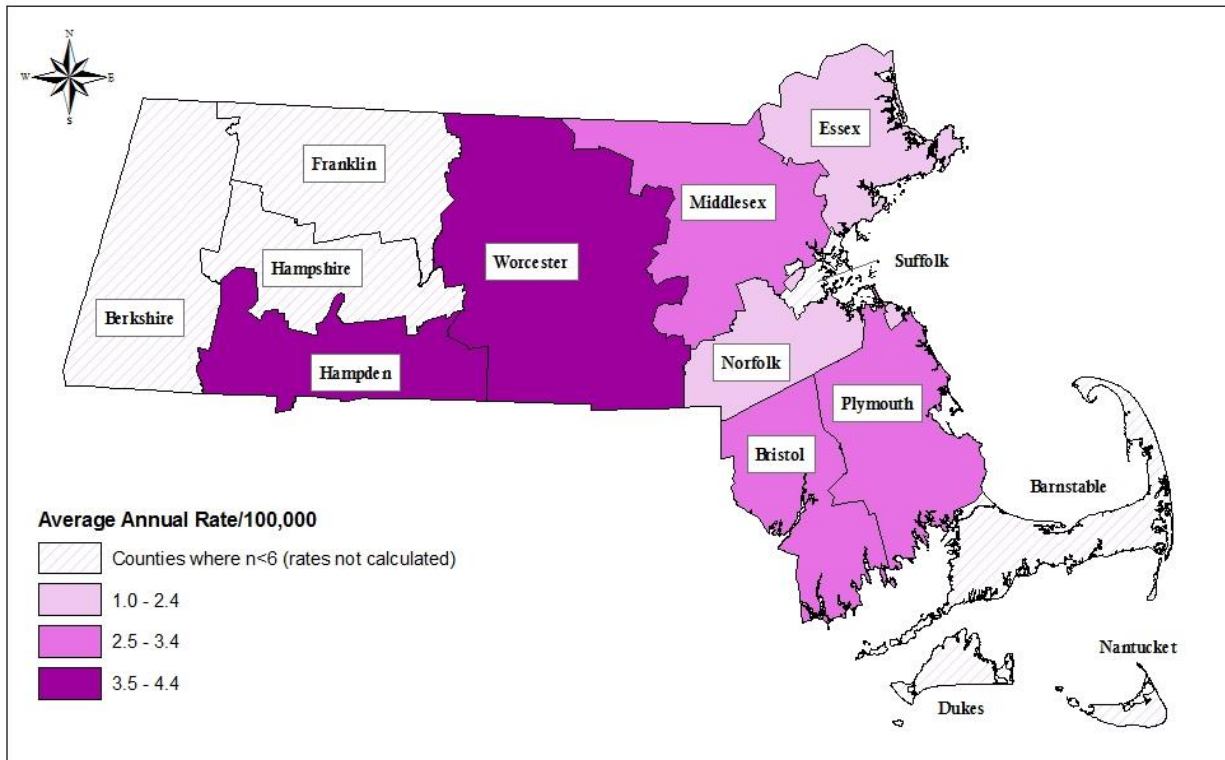 N
W E
S
Essex
Franklin
Middlesex
Hampshire
Worcester
Suffolk
Berkshire
Norfolk
Hampden
Plymouth
Bristol
Barnstable
Average Annual Rate/100,000
Counties where n<6 (rates not calculated)
1.0 - 2.4
2.5 - 3.4
3.5 - 4.4
Nantucket
Dukes